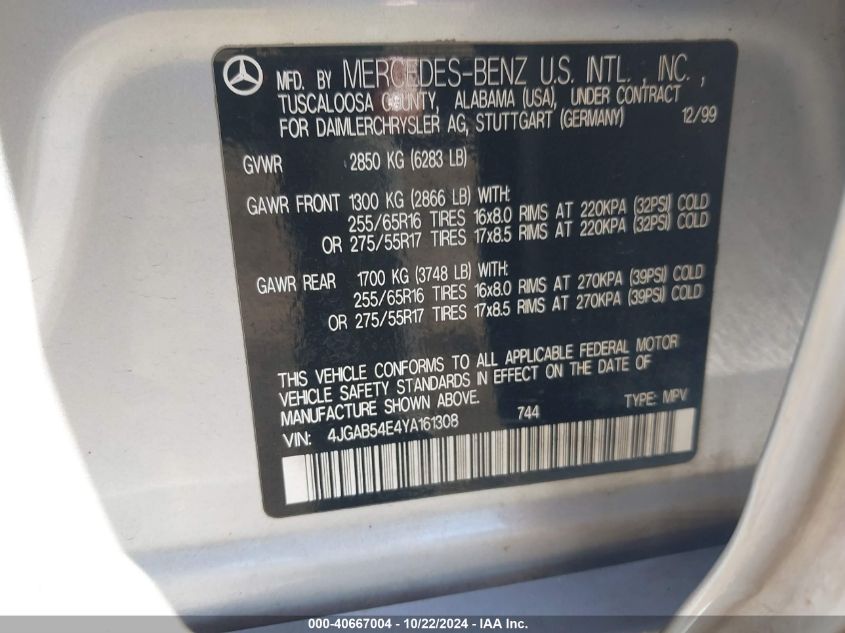 MFD. BY MERCEDES-BENZ U.S. INTL., INC.,
TUSCALOOSA COUNTY, ALABAMA (USA), UNDER CONTRACT
FOR DAIMLERCHRYSLER AG, STUTTGART (GERMANY) 12/99
GVWR 2850 KG (6283 LB)
GAWR FRONT 1300 KG (2866 LB) WITH:
255/65R16 TIRES 16x8.0 RIMS AT 220KPA (32PSI) COLD
OR 275/55R17 TIRES 17x8.5 RIMS AT 220KPA (32PSI) COLD
GAWR REAR 1700 KG (3748 LB) WITH:
255/65R16 TIRES 16x8.0 RIMS AT 270KPA (39PSI) COLD
OR 275/55R17 TIRES 17x8.5 RIMS AT 270KPA (39PSI) COLD
THIS VEHICLE CONFORMS TO ALL APPLICABLE FEDERAL MOTOR
VEHICLE SAFETY STANDARDS IN EFFECT ON THE DATE OF
MANUFACTURE SHOWN ABOVE.
VIN: 4JGAB54E4YA161308 744 TYPE: MPV
000-40667004 - 10/22/2024 - IAA Inc.